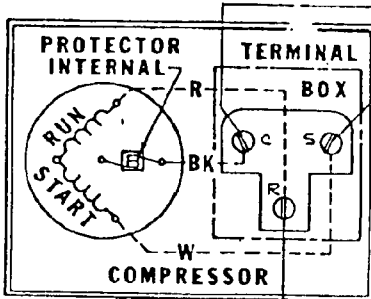 PROTECTOR
INTERNAL
TERMINAL
BOX
R
RUN
START
C
S
BK
R
W
COMPRESSOR